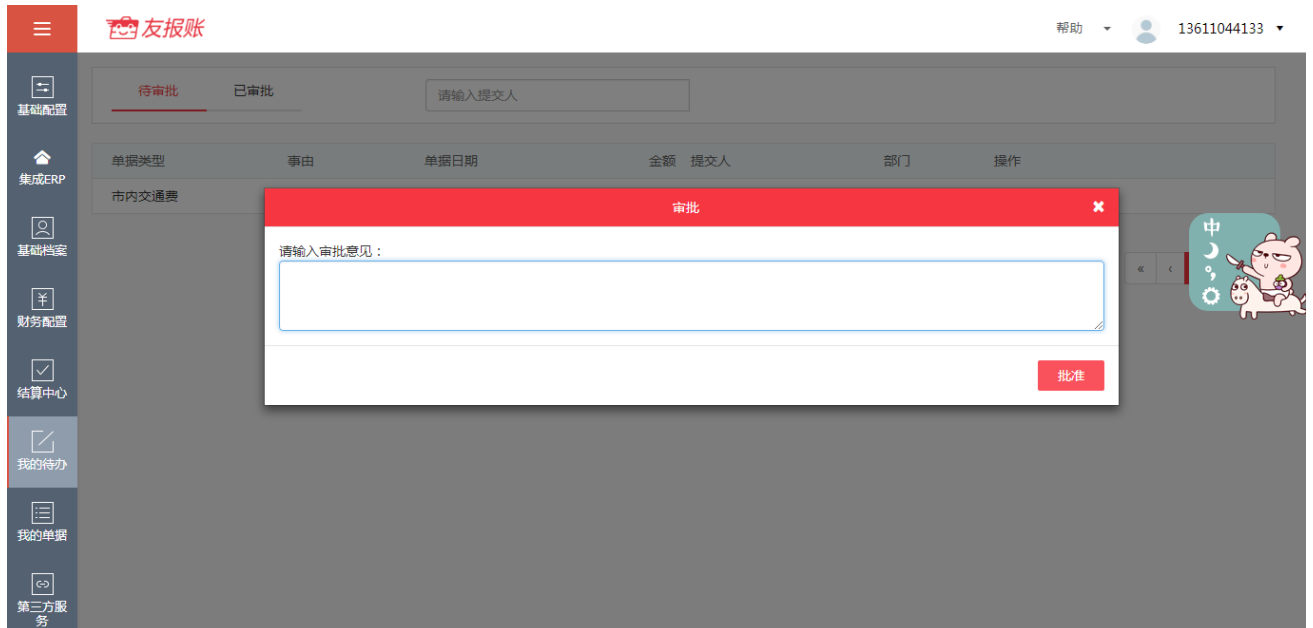 友报账
帮助
13611044133
基础配置
集成ERP
基础档案
财务配置
结算中心
我的待办
我的单据
第三方服
务
待审批 已审批 请输入提交人
单据类型 事由 单据日期 金额 提交人 部门 操作
市内交通费
审批
请输入审批意见：
批准
« ‹
中